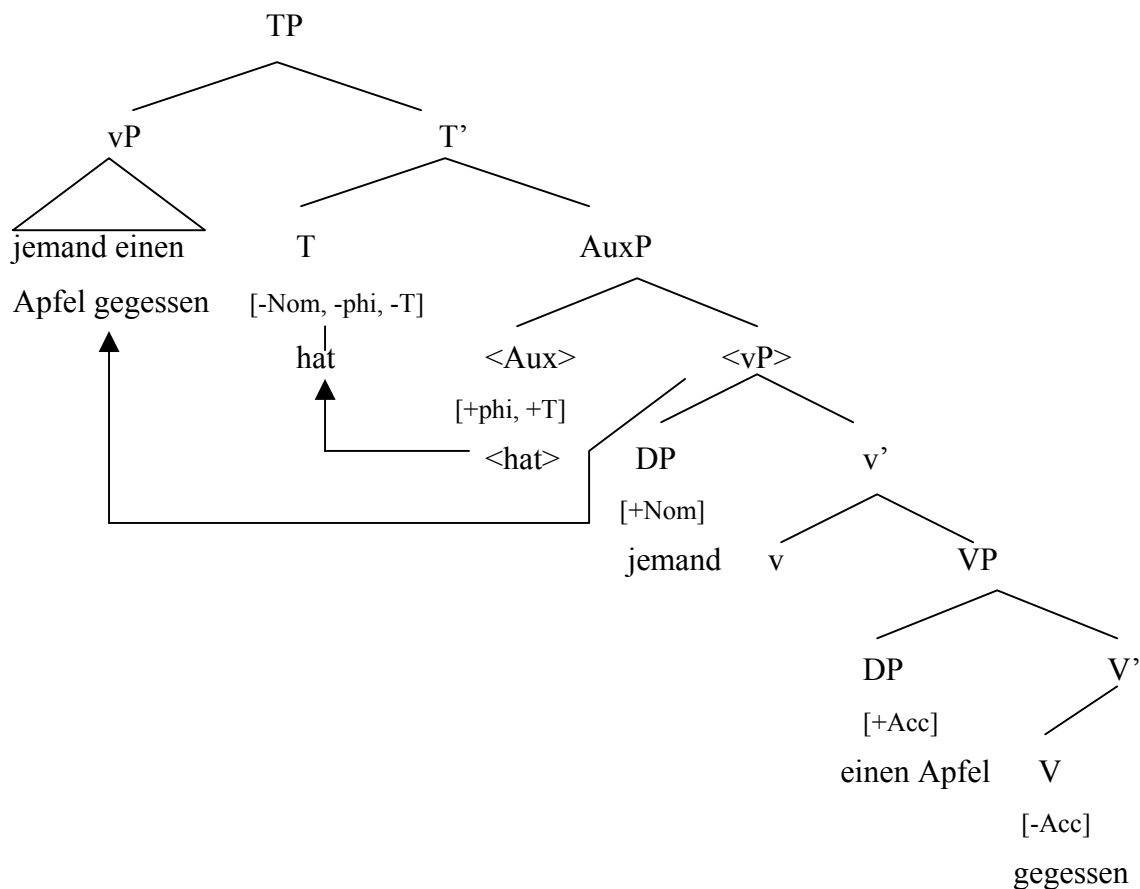 TP
vP T’
jemand einen T AuxP
Apfel gegessen [-Nom, -phi, -T]
hat <Aux> <vP>
[+phi, +T]
<hat> DP v’
[+Nom]
jemand v VP
DP V’
[+Acc]
einen Apfel V
[-Acc]
gegessen